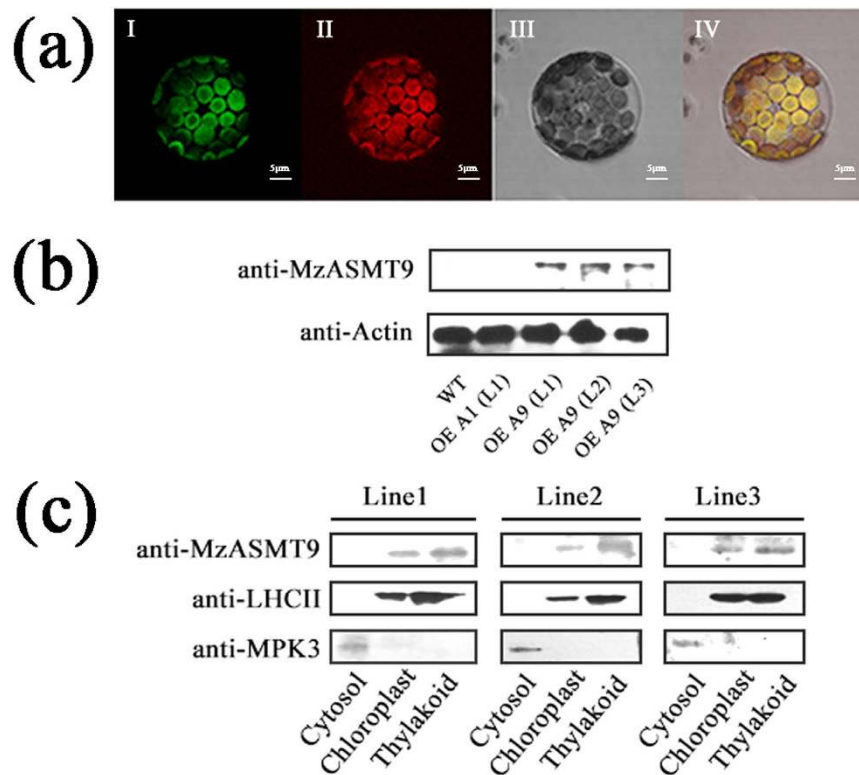 (a)
I II III IV
5μm 5μm 5μm 5μm
(b)
anti-MzASMT9
anti-Actin
WT
OE A1 (L1)
OE A9 (L1)
OE A9 (L2)
OE A9 (L3)
(c)
Line1 Line2 Line3
anti-MzASMT9
anti-LHCII
anti-MPK3
Cytosol Chloroplast Thylakoid Cytosol Chloroplast Thylakoid Cytosol Chloroplast Thylakoid